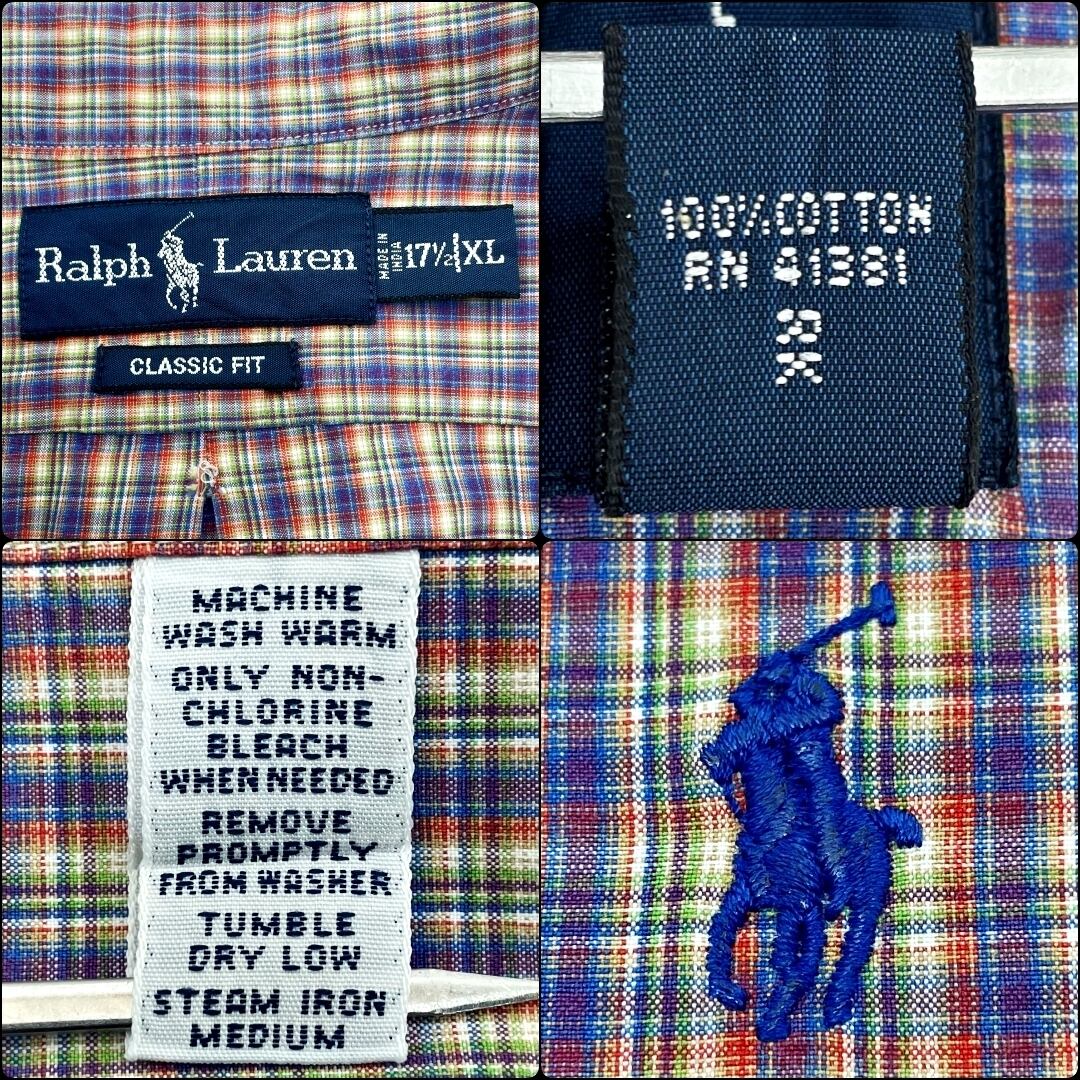 Ralph Lauren
MADE IN
INDIA
17½ XL
CLASSIC FIT
100% COTTON
RN 41381
MACHINE
WASH WARM
ONLY NON-
CHLORINE
BLEACH
WHEN NEEDED
REMOVE
PROMPTLY
FROM WASHER
TUMBLE
DRY LOW
STEAM IRON
MEDIUM